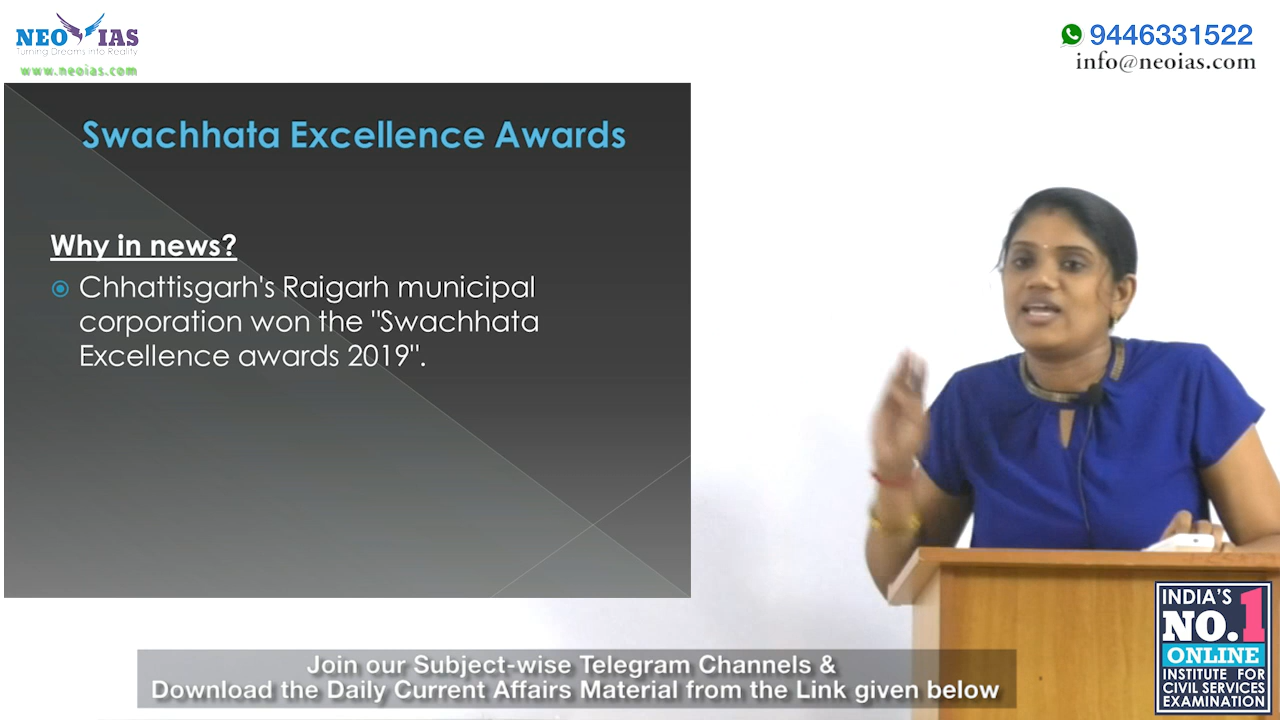 NEO IAS
Turning Dreams Into Reality
www.neoias.com
9446331522
info@neoias.com
Swachhata Excellence Awards
Why in news?
Chhattisgarh's Raigarh municipal
corporation won the "Swachhata
Excellence awards 2019".
INDIA'S
NO.1
ONLINE
INSTITUTE FOR
CIVIL SERVICES
EXAMINATION
Join our Subject-wise Telegram Channels &
Download the Daily Current Affairs Material from the Link given below